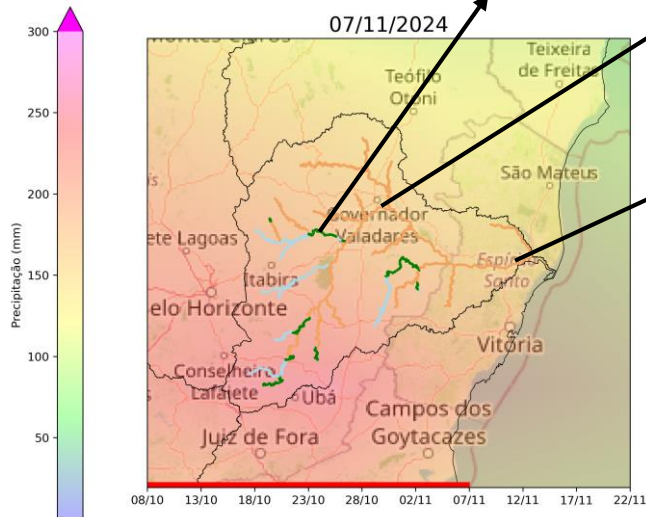 07/11/2024
300
250
200
150
100
50
Precipitação (mm)
Teixeira
de Freitas
Teófilo
Otoni
São Mateus
Governador
Valadares
ete Lagoas
Itabira
Espírito
Santo
elo Horizonte
Vitória
Conselheiro
Lafaiete
Ubá
Campos dos
Goytacazes
Juiz de Fora
08/10 13/10 18/10 23/10 28/10 02/11 07/11 12/11 17/11 22/11